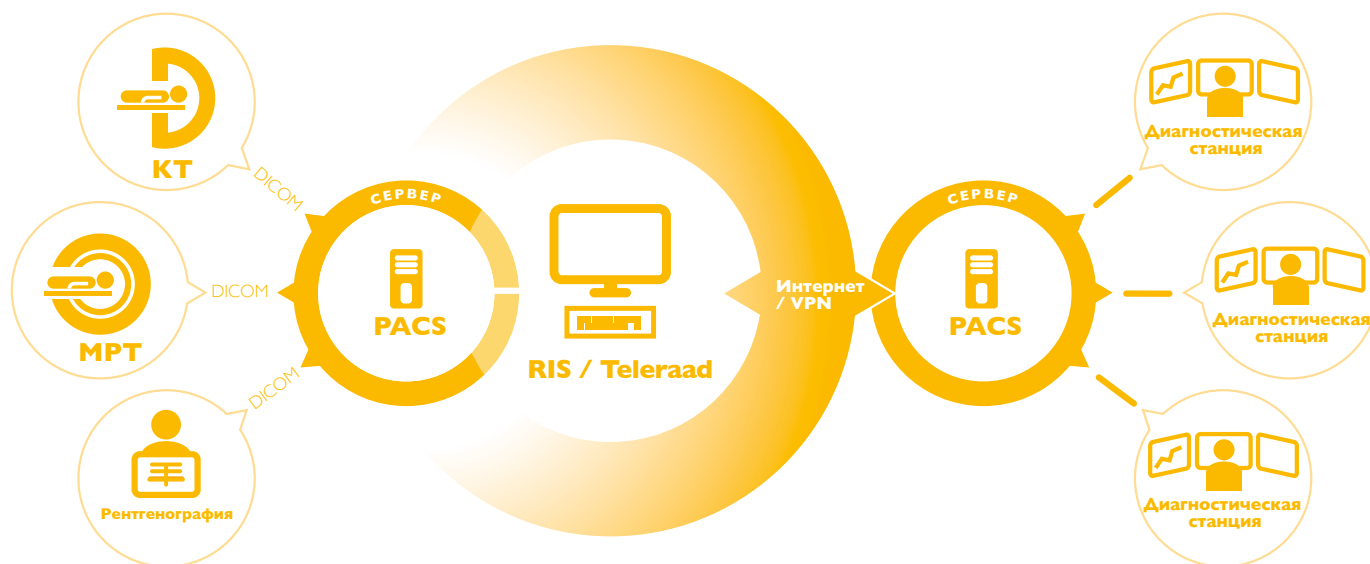 КТ
DICOM
МРТ
DICOM
Рентгенография
DICOM
СЕРВЕР
PACS
RIS / Teleraad
Интернет
/ VPN
СЕРВЕР
PACS
Диагностическая
станция
Диагностическая
станция
Диагностическая
станция